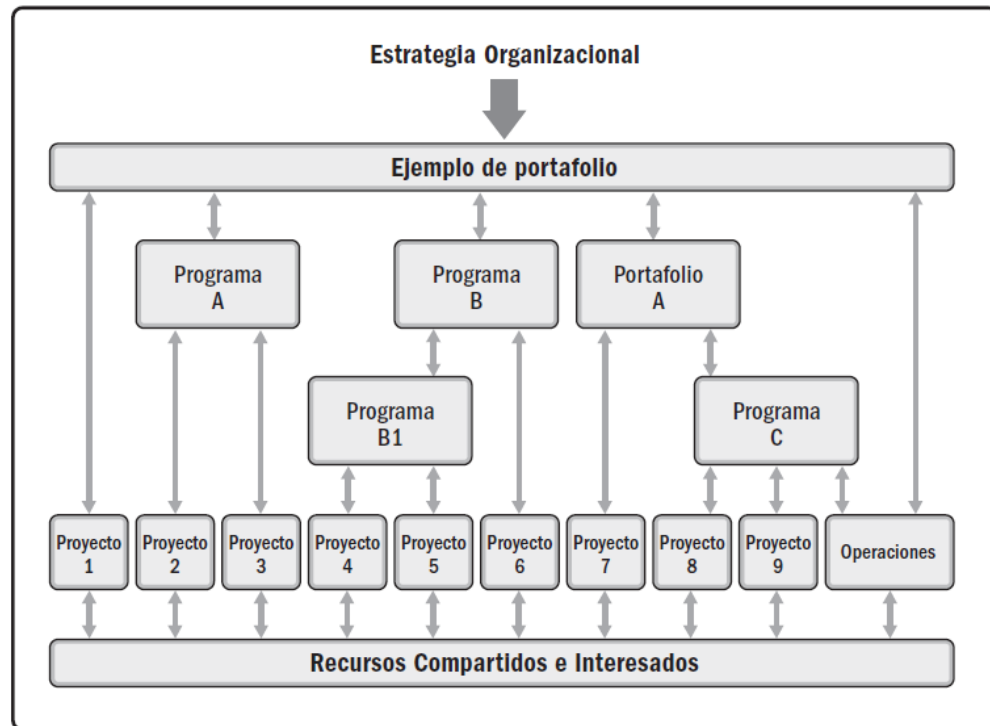 Estrategia Organizacional
Ejemplo de portafolio
Programa
A
Programa
B
Portafolio
A
Programa
B1
Programa
C
Proyecto
1
Proyecto
2
Proyecto
3
Proyecto
4
Proyecto
5
Proyecto
6
Proyecto
7
Proyecto
8
Proyecto
9
Operaciones
Recursos Compartidos e Interesados